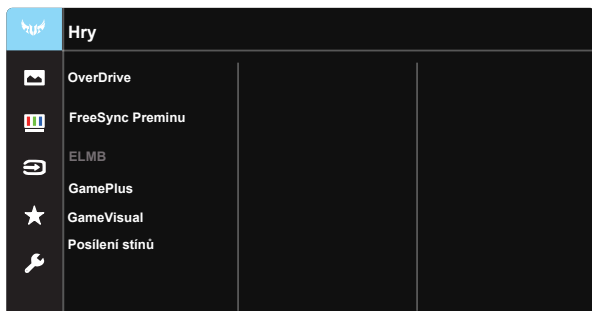 Hry
OverDrive
FreeSync Preminu
ELMB
GamePlus
GameVisual
Posílení stínů